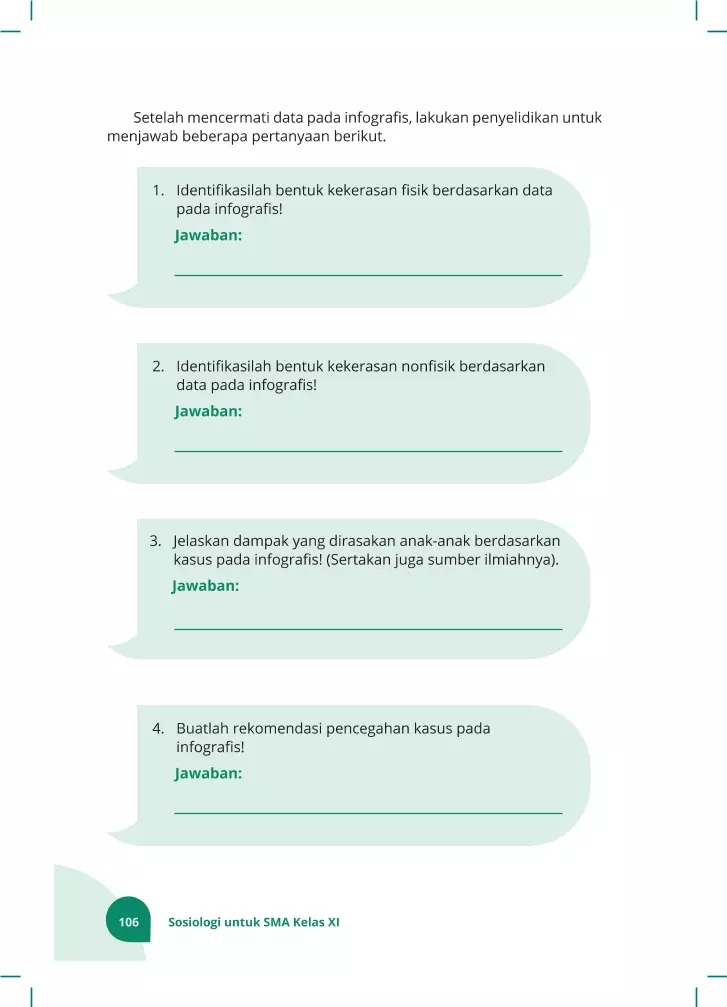 Setelah mencermati data pada infografis, lakukan penyelidikan untuk
menjawab beberapa pertanyaan berikut.
1. Identifikasilah bentuk kekerasan fisik berdasarkan data
pada infografis!
Jawaban:
2. Identifikasilah bentuk kekerasan nonfisik berdasarkan
data pada infografis!
Jawaban:
3. Jelaskan dampak yang dirasakan anak-anak berdasarkan
kasus pada infografis! (Sertakan juga sumber ilmiahnya).
Jawaban:
4. Buatlah rekomendasi pencegahan kasus pada
infografis!
Jawaban:
106 Sosiologi untuk SMA Kelas XI